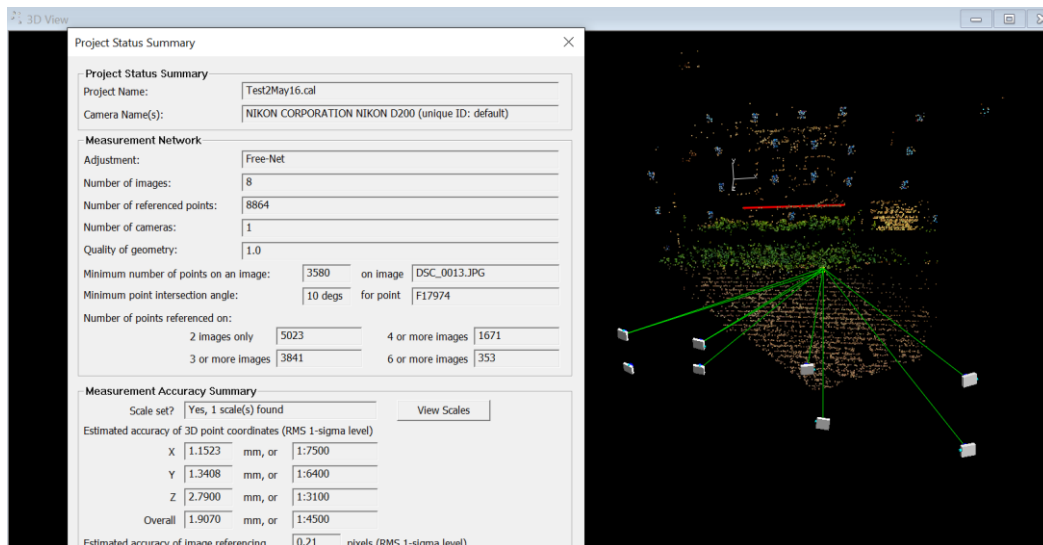 3D View
Project Status Summary
Project Status Summary
Project Name: Test2May16.cal
Camera Name(s): NIKON CORPORATION NIKON D200 (unique ID: default)
Measurement Network
Adjustment: Free-Net
Number of images: 8
Number of referenced points: 8864
Number of cameras: 1
Quality of geometry: 1.0
Minimum number of points on an image: 3580 on image DSC_0013.JPG
Minimum point intersection angle: 10 degs for point F17974
Number of points referenced on:
2 images only 5023 4 or more images 1671
3 or more images 3841 6 or more images 353
Measurement Accuracy Summary
Scale set? Yes, 1 scale(s) found View Scales
Estimated accuracy of 3D point coordinates (RMS 1-sigma level)
X 1.1523 mm, or 1:7500
Y 1.3408 mm, or 1:6400
Z 2.7900 mm, or 1:3100
Overall 1.9070 mm, or 1:4500
Estimated accuracy of image referencing 0.21 pixels (RMS 1-sigma level)